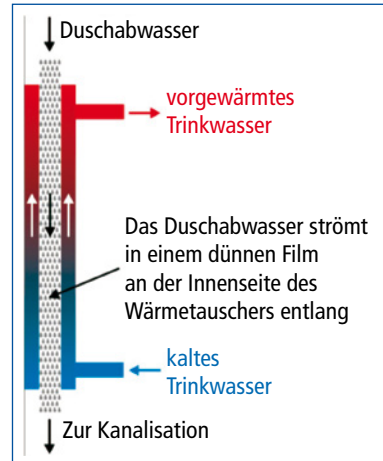 Duschabwasser
vorgewärmtes
Trinkwasser
Das Duschabwasser strömt
in einem dünnen Film
an der Innenseite des
Wärmetauschers entlang
kaltes
Trinkwasser
Zur Kanalisation